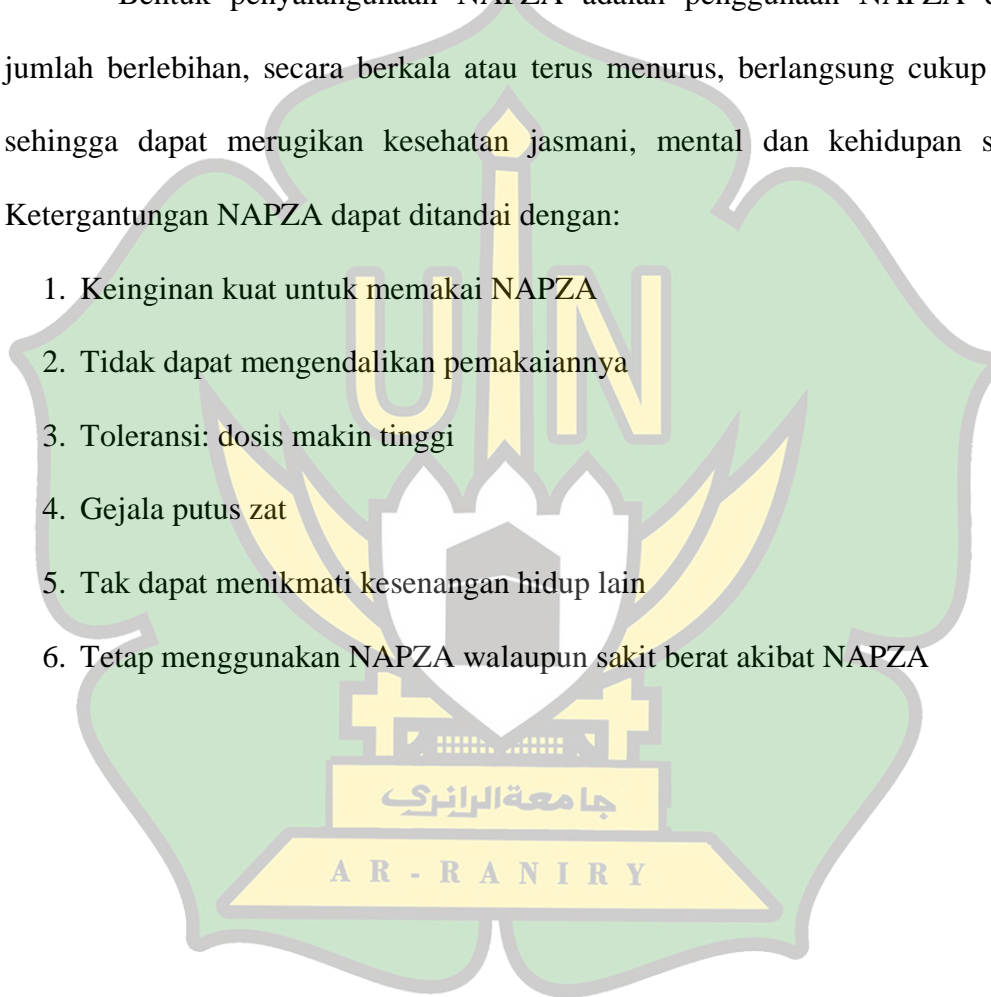 Bentuk penyalahgunaan NAPZA adalah penggunaan NAPZA
jumlah berlebihan, secara berkala atau terus menurus, berlangsung cukup
sehingga dapat merugikan kesehatan jasmani, mental dan kehidupan s
Ketergantungan NAPZA dapat ditandai dengan:
1. Keinginan kuat untuk memakai NAPZA
2. Tidak dapat mengendalikan pemakaiannya
3. Toleransi: dosis makin tinggi
4. Gejala putus zat
5. Tak dapat menikmati kesenangan hidup lain
6. Tetap menggunakan NAPZA walaupun sakit berat akibat NAPZA
UIN
جامعة الرانري
AR-RANIRY